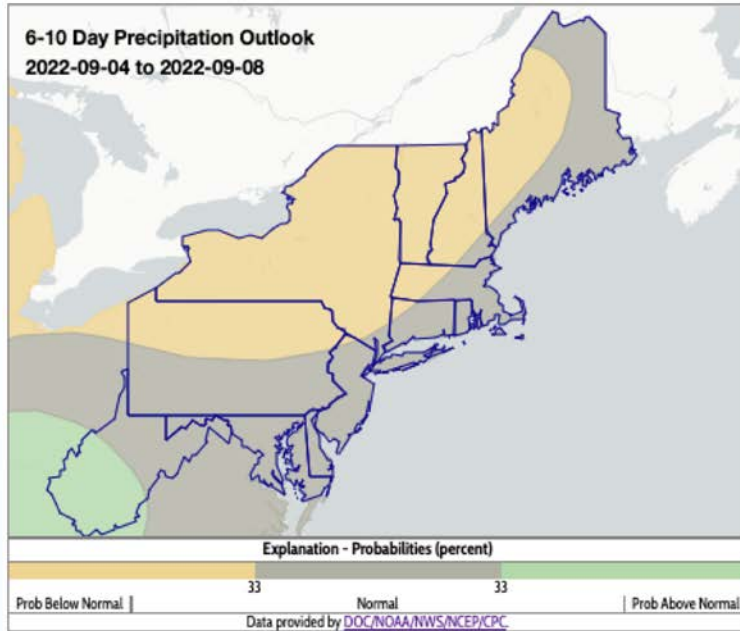 6-10 Day Precipitation Outlook
2022-09-04 to 2022-09-08
Explanation - Probabilities (percent)
33 33
Prob Below Normal Normal Prob Above Normal
Data provided by DOC/NOAA/NWS/NCEP/CPC